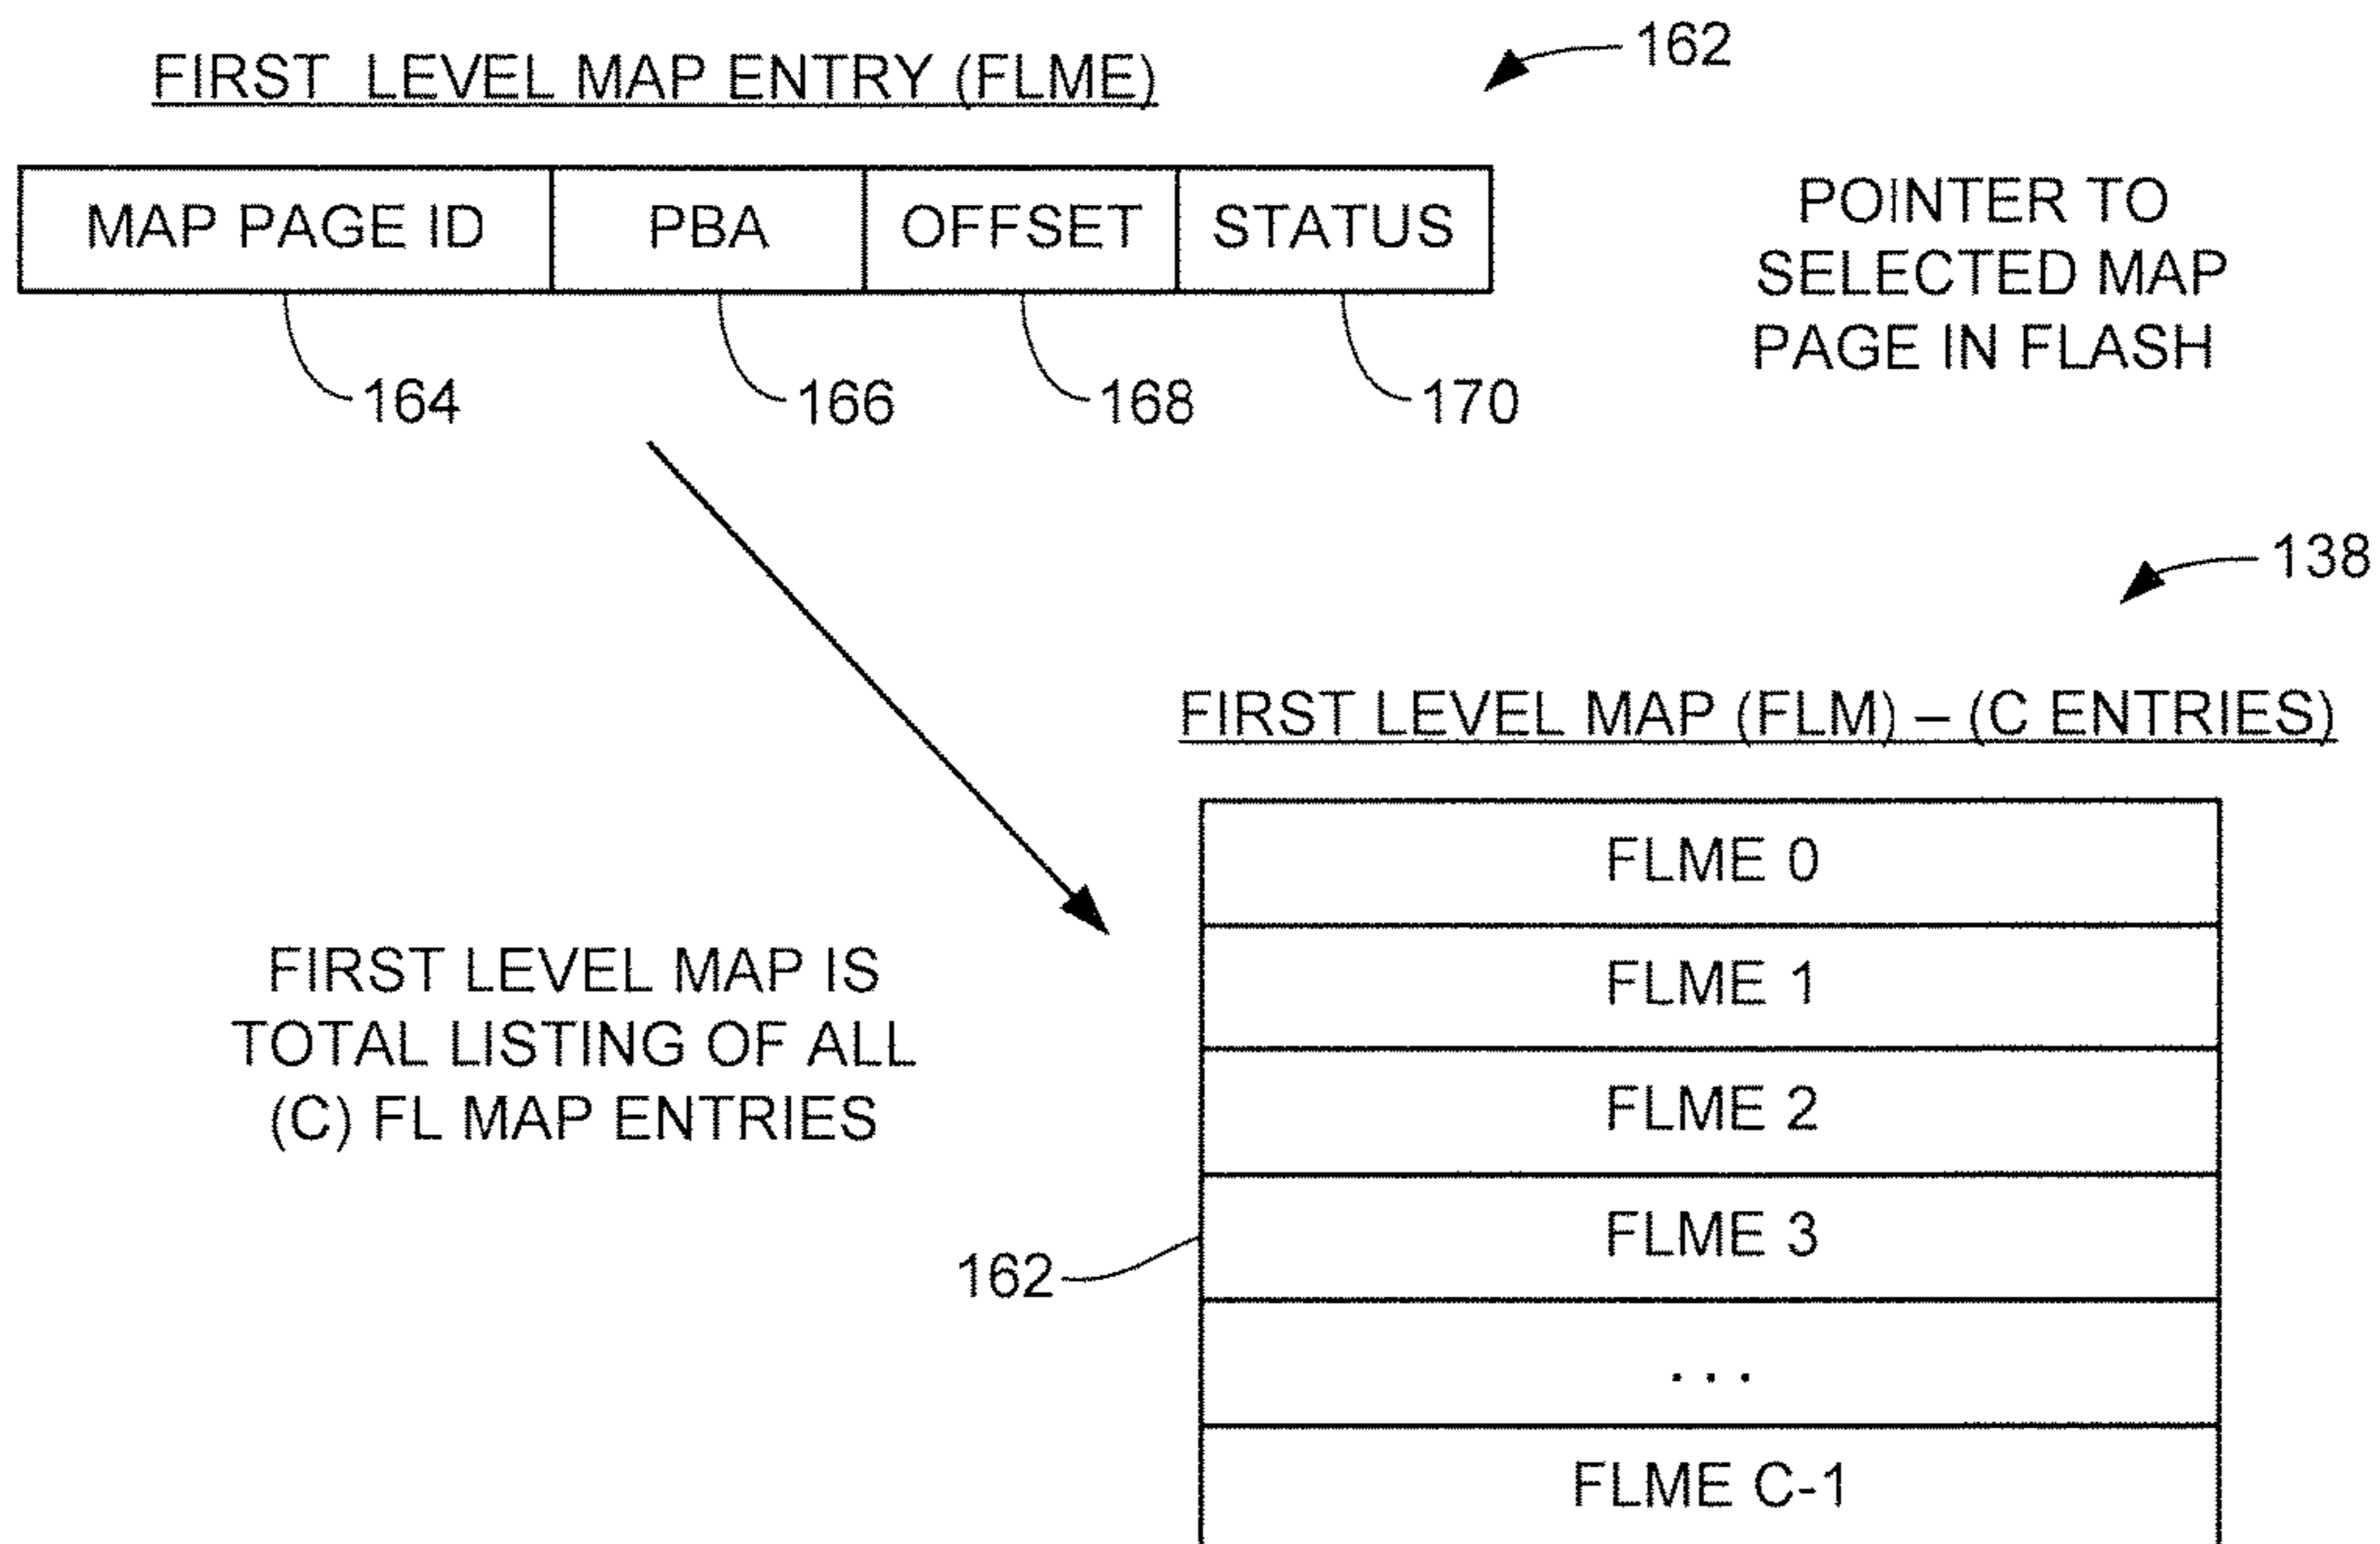 FIRST LEVEL MAP ENTRY (FLME)
162
MAP PAGE ID PBA OFFSET STATUS
164 166 168 170
POINTER TO
SELECTED MAP
PAGE IN FLASH
138
FIRST LEVEL MAP (FLM) – (C ENTRIES)
FIRST LEVEL MAP IS
TOTAL LISTING OF ALL
(C) FL MAP ENTRIES
FLME 0
FLME 1
FLME 2
FLME 3
162
. . .
FLME C-1